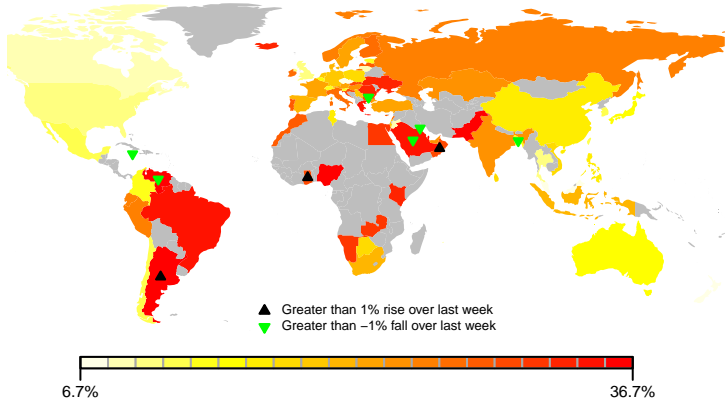 Greater than 1% rise over last week
Greater than −1% fall over last week
6.7%
36.7%